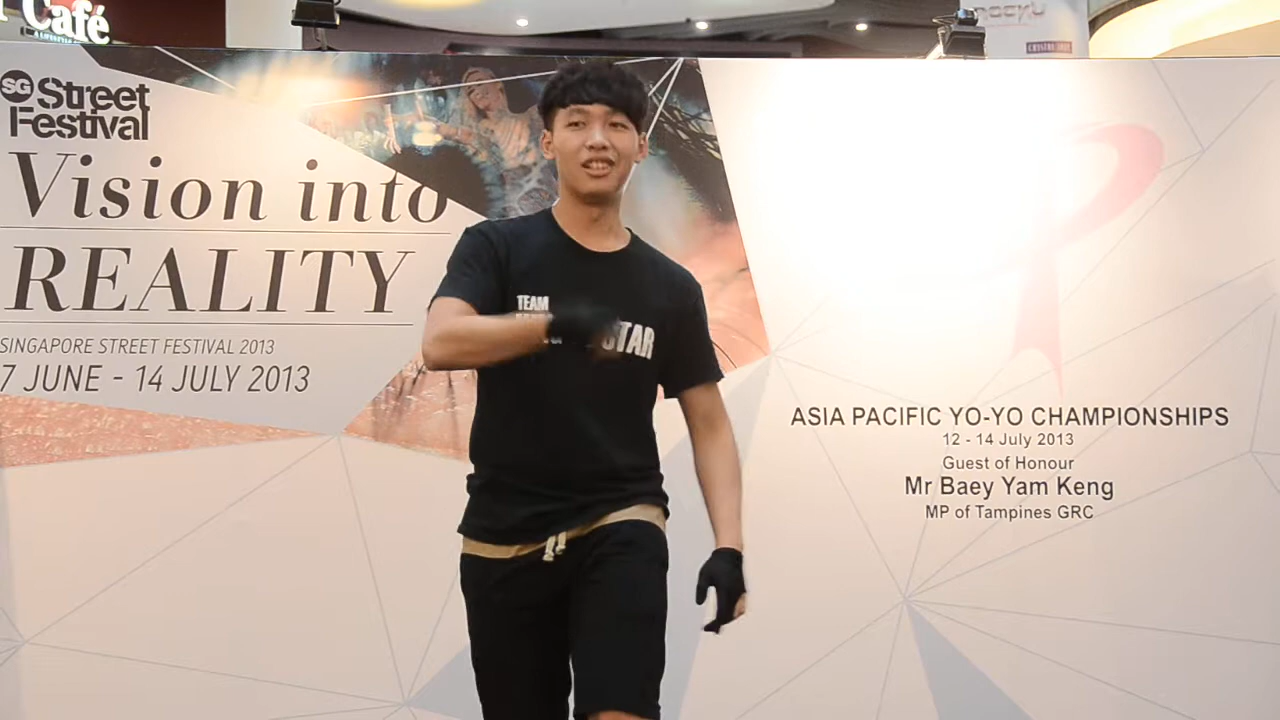 Café
SG Street
Festival
Vision into
REALITY
SINGAPORE STREET FESTIVAL 2013
7 JUNE - 14 JULY 2013
TEAM
STAR
ASIA PACIFIC YO-YO CHAMPIONSHIPS
12 - 14 July 2013
Guest of Honour
Mr Baey Yam Keng
MP of Tampines GRC